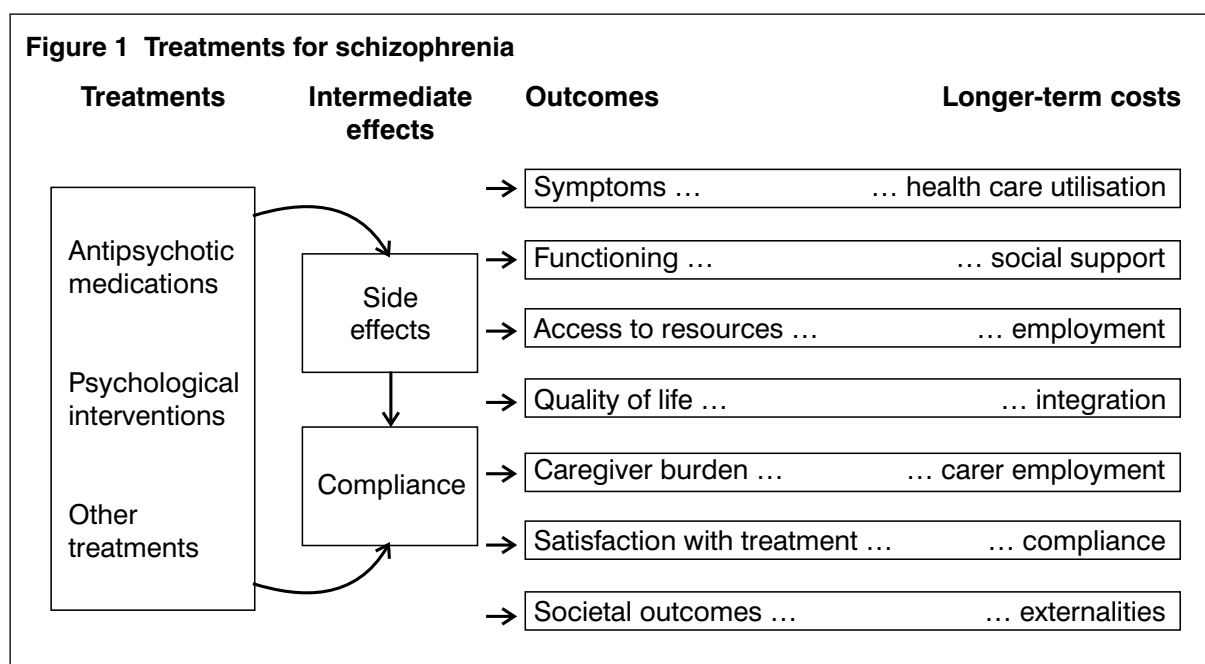 Figure 1 Treatments for schizophrenia
Treatments
Intermediate
effects
Outcomes
Longer-term costs
Antipsychotic
medications
Psychological
interventions
Other
treatments
Side
effects
Compliance
Symptoms … … health care utilisation
Functioning … … social support
Access to resources … … employment
Quality of life … … integration
Caregiver burden … … carer employment
Satisfaction with treatment … … compliance
Societal outcomes … … externalities